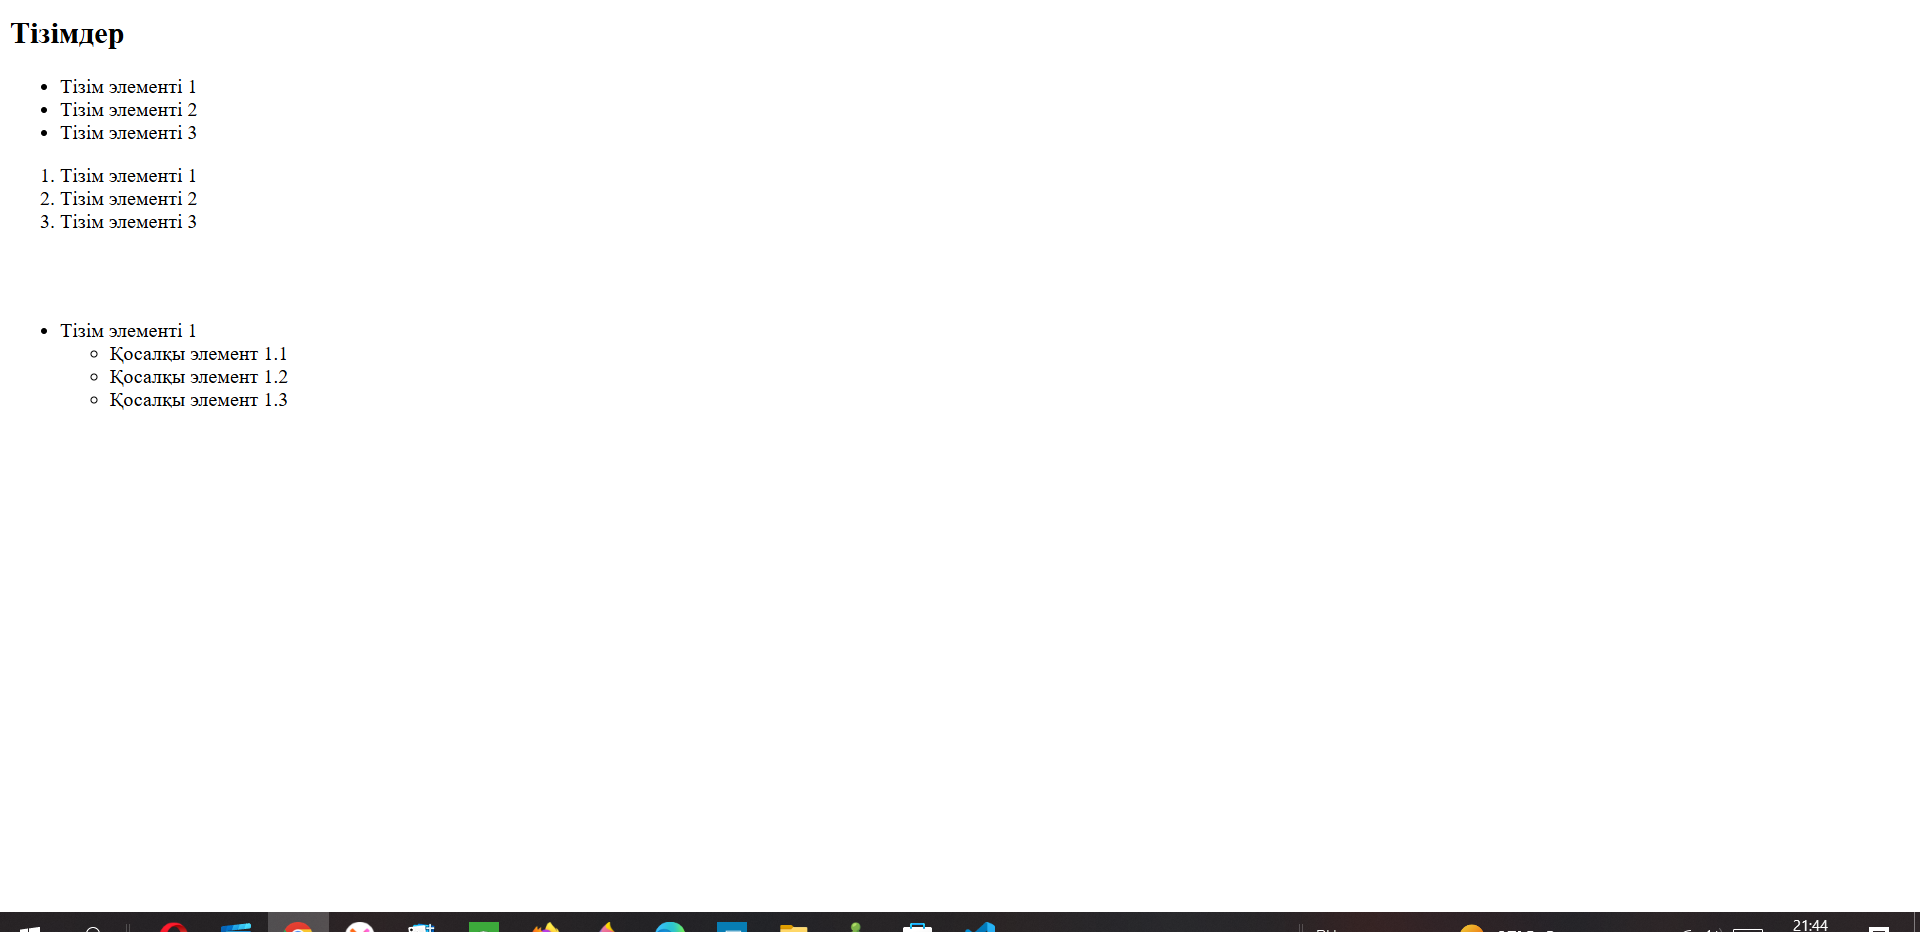 Тізімдер
• Тізім элементі 1
• Тізім элементі 2
• Тізім элементі 3
1. Тізім элементі 1
2. Тізім элементі 2
3. Тізім элементі 3
• Тізім элементі 1
◦ Қосалқы элемент 1.1
◦ Қосалқы элемент 1.2
◦ Қосалқы элемент 1.3
21:44